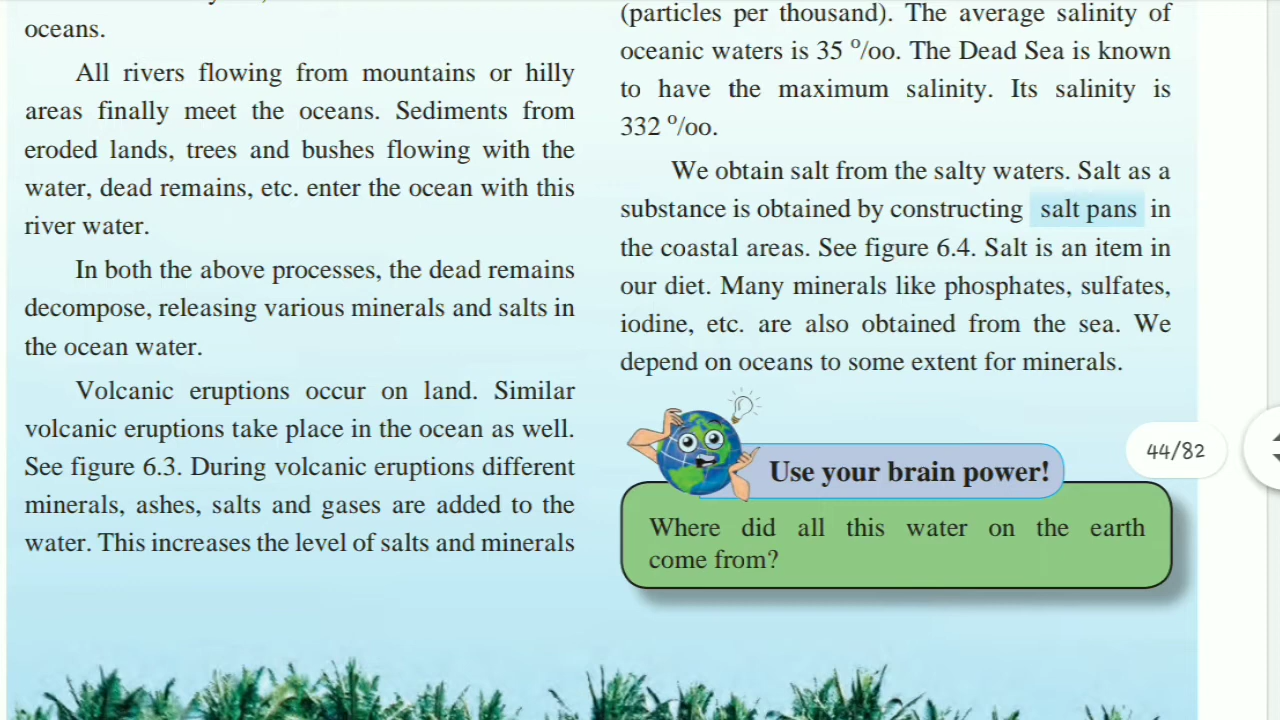 oceans.
All rivers flowing from mountains or hilly
areas finally meet the oceans. Sediments from
eroded lands, trees and bushes flowing with the
water, dead remains, etc. enter the ocean with this
river water.
In both the above processes, the dead remains
decompose, releasing various minerals and salts in
the ocean water.
Volcanic eruptions occur on land. Similar
volcanic eruptions take place in the ocean as well.
See figure 6.3. During volcanic eruptions different
minerals, ashes, salts and gases are added to the
water. This increases the level of salts and minerals
(particles per thousand). The average salinity of
oceanic waters is 35 ⁰/oo. The Dead Sea is known
to have the maximum salinity. Its salinity is
332 ⁰/oo.
We obtain salt from the salty waters. Salt as a
substance is obtained by constructing salt pans in
the coastal areas. See figure 6.4. Salt is an item in
our diet. Many minerals like phosphates, sulfates,
iodine, etc. are also obtained from the sea. We
depend on oceans to some extent for minerals.
Use your brain power!
Where did all this water on the earth
come from?
44/82